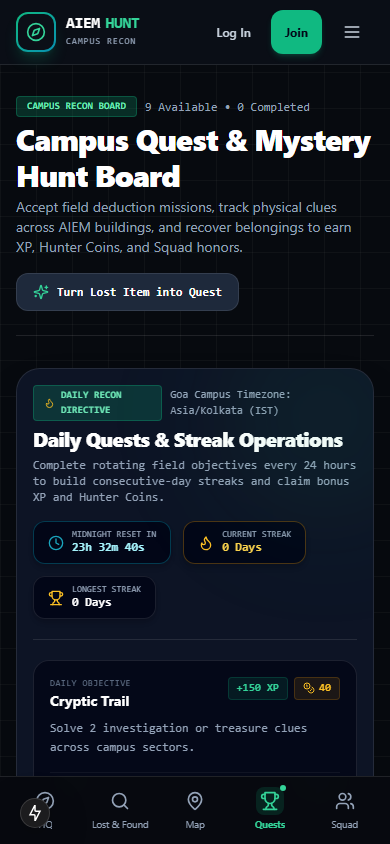 AIEM HUNT
CAMPUS RECON
Log In
Join
CAMPUS RECON BOARD
9 Available • 0 Completed
Campus Quest & Mystery
Hunt Board
Accept field deduction missions, track physical clues
across AIEM buildings, and recover belongings to earn
XP, Hunter Coins, and Squad honors.
Turn Lost Item into Quest
DAILY RECON
DIRECTIVE
Goa Campus Timezone:
Asia/Kolkata (IST)
Daily Quests & Streak Operations
Complete rotating field objectives every 24 hours
to build consecutive-day streaks and claim bonus
XP and Hunter Coins.
MIDNIGHT RESET IN
23h 32m 40s
CURRENT STREAK
0 Days
LONGEST STREAK
0 Days
DAILY OBJECTIVE
+150 XP
40
Cryptic Trail
Solve 2 investigation or treasure clues
across campus sectors.
Lost & Found
Map
Quests
Squad